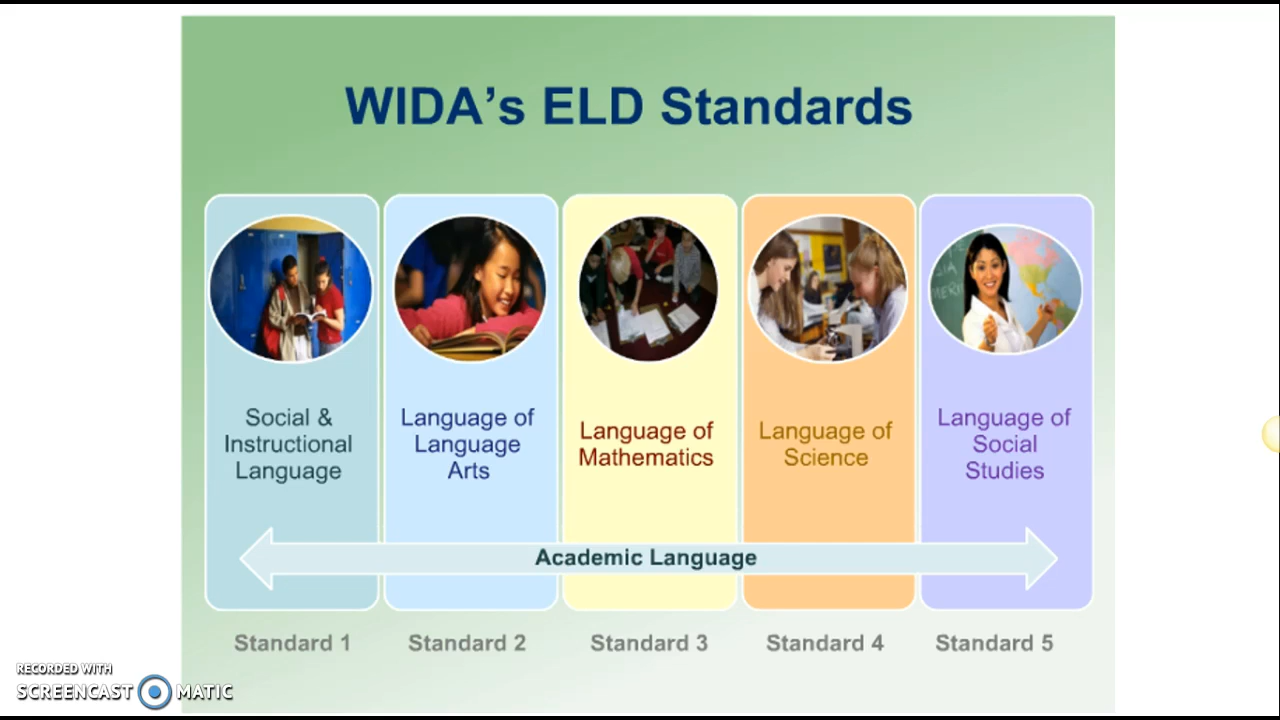 WIDA's ELD Standards
Social &
Instructional
Language
Language of
Language
Arts
Language of
Mathematics
Language of
Science
Language of
Social
Studies
Academic Language
Standard 1
Standard 2
Standard 3
Standard 4
Standard 5
RECORDED WITH
SCREENCAST MATIC